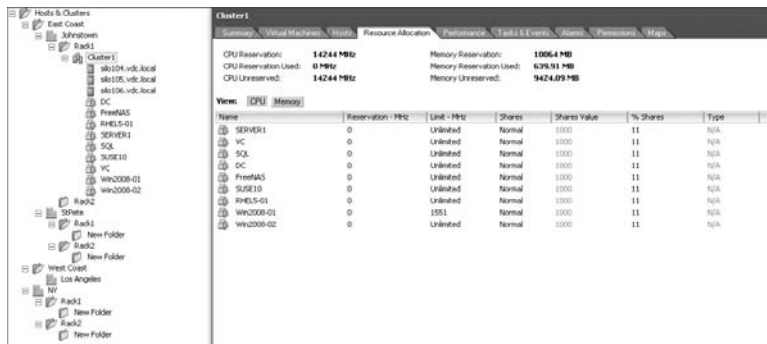 Hosts & Clusters
East Coast
Johnstown
Rack1
Cluster1
silo104.vdc.local
silo105.vdc.local
silo106.vdc.local
DC
FreeNAS
RHEL5-01
SERVER1
SQL
SUSE10
VC
Win2008-01
Win2008-02
Rack2
StPete
Rack1
New Folder
Rack2
New Folder
West Coast
Los Angeles
NY
Rack1
New Folder
Rack2
New Folder
Cluster1
Summary Virtual Machines Hosts Resource Allocation Performance Tasks & Events Alarms Permissions Maps
CPU Reservation: 14244 MHz Memory Reservation: 10064 MB
CPU Reservation Used: 0 MHz Memory Reservation Used: 639.91 MB
CPU Unreserved: 14244 MHz Memory Unreserved: 9424.09 MB
View: CPU Memory
Name Reservation - MHz Limit - MHz Shares Shares Value % Shares Type
SERVER1 0 Unlimited Normal 1000 11 N/A
VC 0 Unlimited Normal 1000 11 N/A
SQL 0 Unlimited Normal 1000 11 N/A
DC 0 Unlimited Normal 1000 11 N/A
FreeNAS 0 Unlimited Normal 1000 11 N/A
SUSE10 0 Unlimited Normal 1000 11 N/A
RHEL5-01 0 Unlimited Normal 1000 11 N/A
Win2008-01 0 1551 Normal 1000 11 N/A
Win2008-02 0 Unlimited Normal 1000 11 N/A